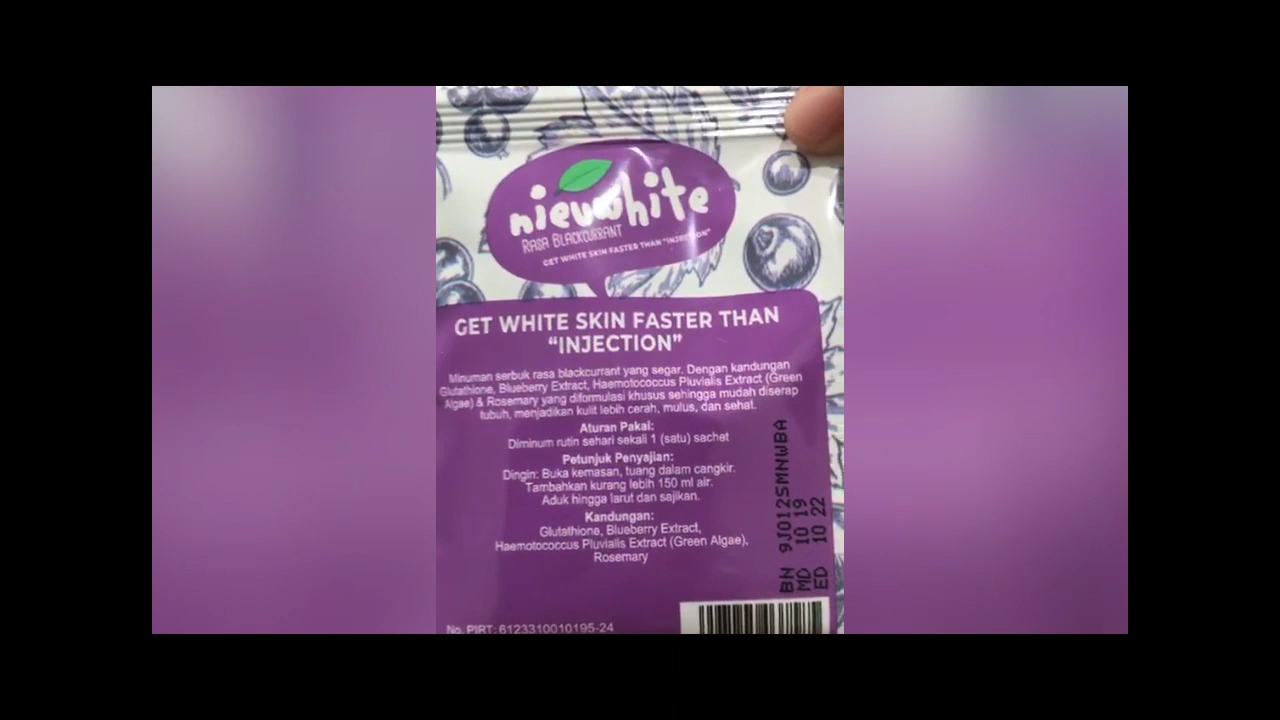 niewhite
RASA BLACKCURRANT
GET WHITE SKIN FASTER THAN "INJECTION"
GET WHITE SKIN FASTER THAN
"INJECTION"
Minuman serbuk rasa blackcurrant yang segar. Dengan kandungan
Glutathione, Blueberry Extract, Haemotococcus Pluvialis Extract (Green
Algae) & Rosemary yang diformulasi khusus sehingga mudah diserap
tubuh, menjadikan kulit lebih cerah, mulus, dan sehat.
Aturan Pakai:
Diminum rutin sehari sekali 1 (satu) sachet
Petunjuk Penyajian:
Dingin: Buka kemasan, tuang dalam cangkir.
Tambahkan kurang lebih 150 ml air.
Aduk hingga larut dan sajikan.
Kandungan:
Glutathione, Blueberry Extract,
Haemotococcus Pluvialis Extract (Green Algae),
Rosemary
BN 9J012SMNWBA
MD 10 19
ED 10 22
No. PIRT: 6123310010195-24